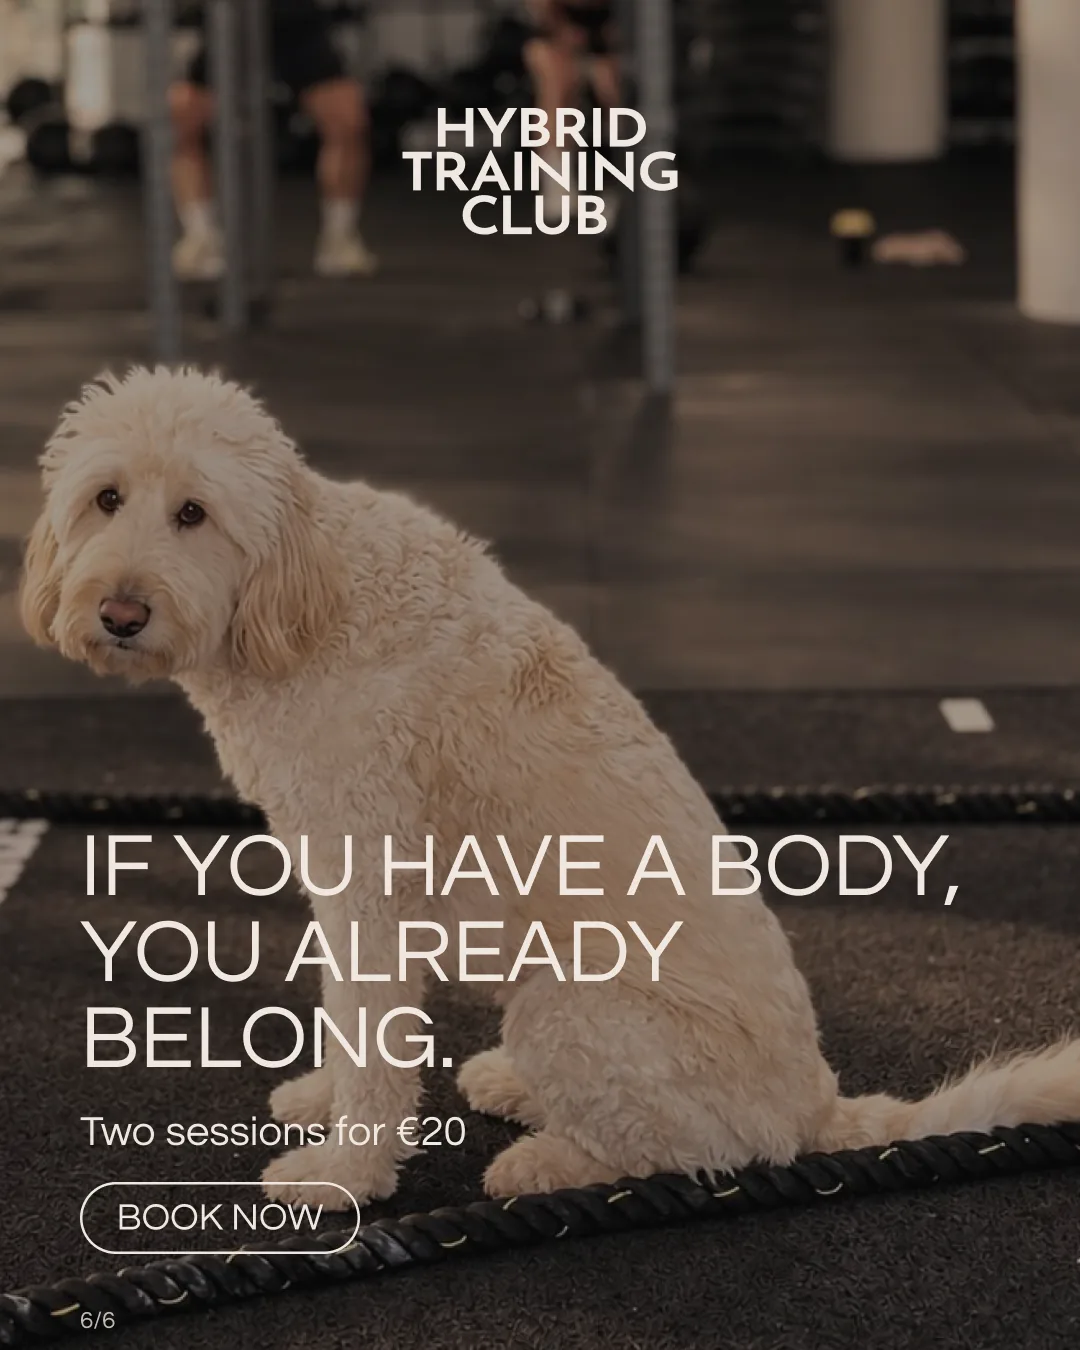 HYBRID
TRAINING
CLUB
IF YOU HAVE A BODY,
YOU ALREADY
BELONG.
Two sessions for €20
BOOK NOW
6/6